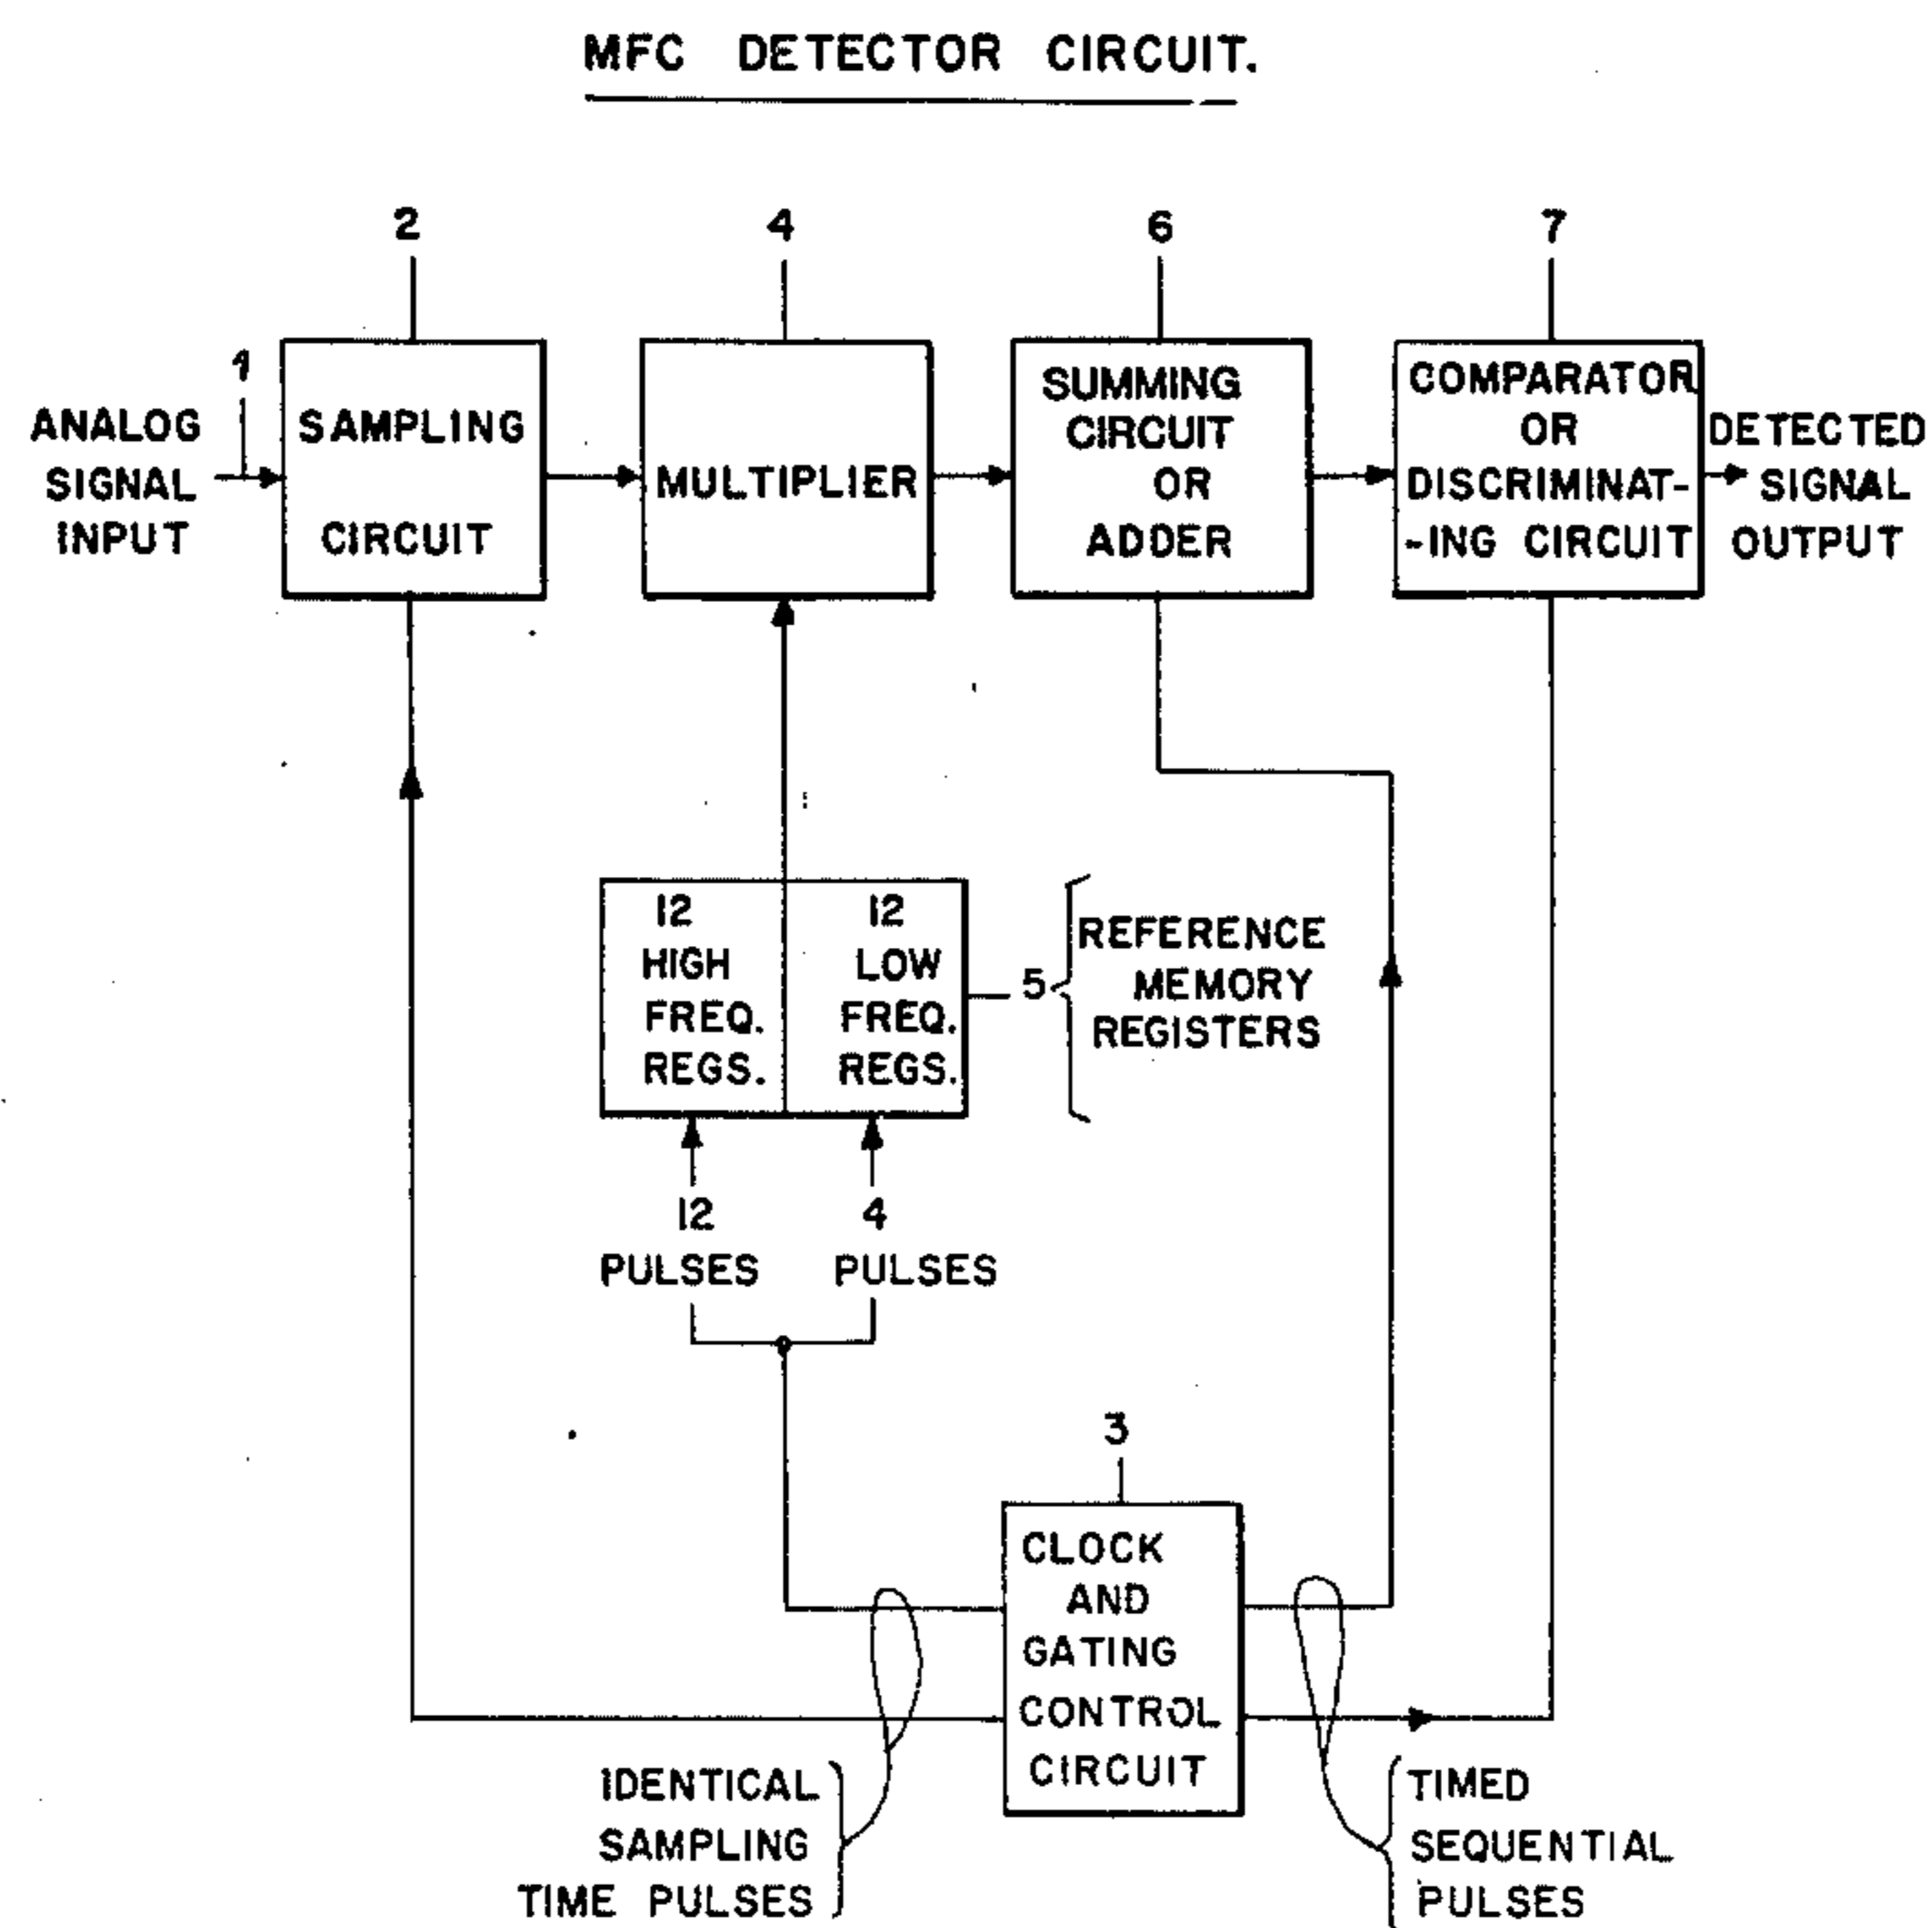 MFC DETECTOR CIRCUIT.
2
4
6
7
1
ANALOG
SIGNAL
INPUT
SAMPLING
CIRCUIT
MULTIPLIER
SUMMING
CIRCUIT
OR
ADDER
COMPARATOR
OR
DISCRIMINAT-
-ING CIRCUIT
DETECTED
SIGNAL
OUTPUT
12
HIGH
FREQ.
REGS.
12
LOW
FREQ.
REGS.
5
REFERENCE
MEMORY
REGISTERS
12
PULSES
4
PULSES
3
CLOCK
AND
GATING
CONTROL
CIRCUIT
IDENTICAL
SAMPLING
TIME PULSES
TIMED
SEQUENTIAL
PULSES